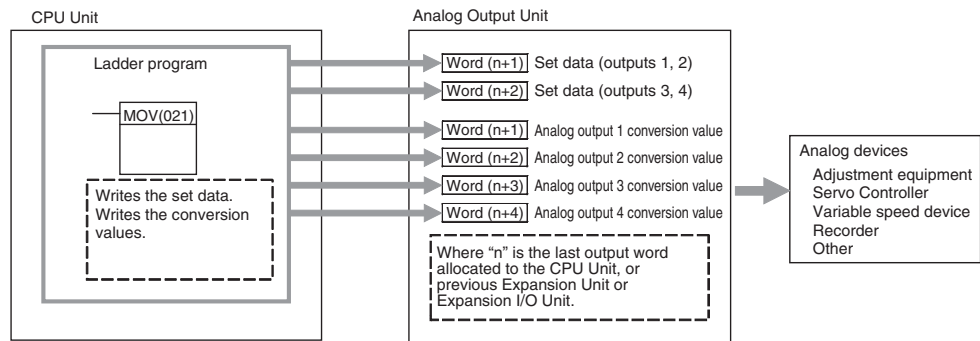 CPU Unit
Ladder program
MOV(021)
Writes the set data.
Writes the conversion
values.
Analog Output Unit
Word (n+1) Set data (outputs 1, 2)
Word (n+2) Set data (outputs 3, 4)
Word (n+1) Analog output 1 conversion value
Word (n+2) Analog output 2 conversion value
Word (n+3) Analog output 3 conversion value
Word (n+4) Analog output 4 conversion value
Where “n” is the last output word
allocated to the CPU Unit, or
previous Expansion Unit or
Expansion I/O Unit.
Analog devices
Adjustment equipment
Servo Controller
Variable speed device
Recorder
Other